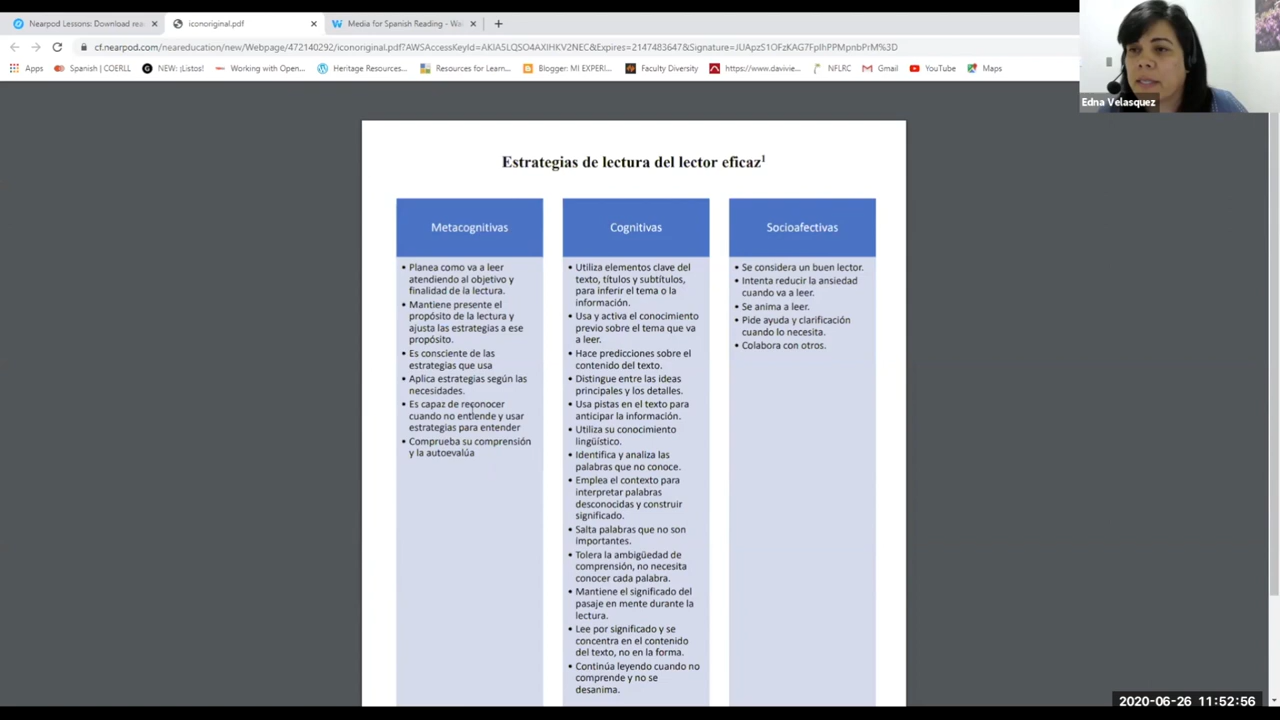 Nearpod Lessons: Download rea
iconoriginal.pdf
Media for Spanish Reading - Wa
cf.nearpod.com/neareducation/new/Webpage/472140292/iconoriginal.pdf?AWSAccessKeyId=AKIASLQSO4AXIHKV2NEC&Expires=2147483647&Signature=JUApzS1OFzKAG7FplhPPMpnbPrM%3D
Apps
Spanish | COERLL
NEW: ¡Listos!
Working with Open...
Heritage Resources...
Resources for Learn...
Blogger: MI EXPERI...
Faculty Diversity
https://www.davivie...
NFLRC
Gmail
YouTube
Maps
Edna Velasquez
Estrategias de lectura del lector eficaz1
Metacognitivas
• Planea como va a leer
atendiendo al objetivo y
finalidad de la lectura.
• Mantiene presente el
propósito de la lectura y
ajusta las estrategias a ese
propósito.
• Es consciente de las
estrategias que usa
• Aplica estrategias según las
necesidades.
• Es capaz de reconocer
cuando no entiende y usar
estrategias para entender
• Comprueba su comprensión
y la autoevalúa
Cognitivas
• Utiliza elementos clave del
texto, títulos y subtítulos,
para inferir el tema o la
información.
• Usa y activa el conocimiento
previo sobre el tema que va
a leer.
• Hace predicciones sobre el
contenido del texto.
• Distingue entre las ideas
principales y los detalles.
• Usa pistas en el texto para
anticipar la información.
• Utiliza su conocimiento
lingüístico.
• Identifica y analiza las
palabras que no conoce.
• Emplea el contexto para
interpretar palabras
desconocidas y construir
significado.
• Salta palabras que no son
importantes.
• Tolera la ambigüedad de
comprensión, no necesita
conocer cada palabra.
• Mantiene el significado del
pasaje en mente durante la
lectura.
• Lee por significado y se
concentra en el contenido
del texto, no en la forma.
• Continúa leyendo cuando no
comprende y no se
desanima.
Socioafectivas
• Se considera un buen lector.
• Intenta reducir la ansiedad
cuando va a leer.
• Se anima a leer.
• Pide ayuda y clarificación
cuando lo necesita.
• Colabora con otros.
2020-06-26 11:52:56